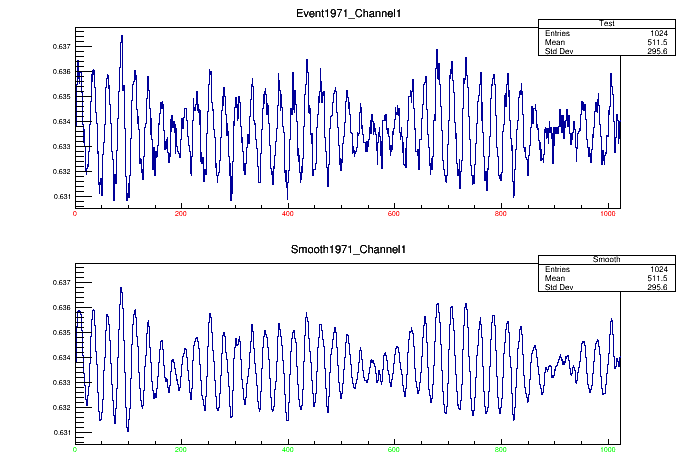 Event1971_Channel1
Test
Entries 1024
Mean 511.5
Std Dev 295.6
0.637
0.636
0.635
0.634
0.633
0.632
0.631
0 200 400 600 800 1000
Smooth1971_Channel1
Smooth
Entries 1024
Mean 511.5
Std Dev 295.6
0.637
0.636
0.635
0.634
0.633
0.632
0.631
0 200 400 600 800 1000